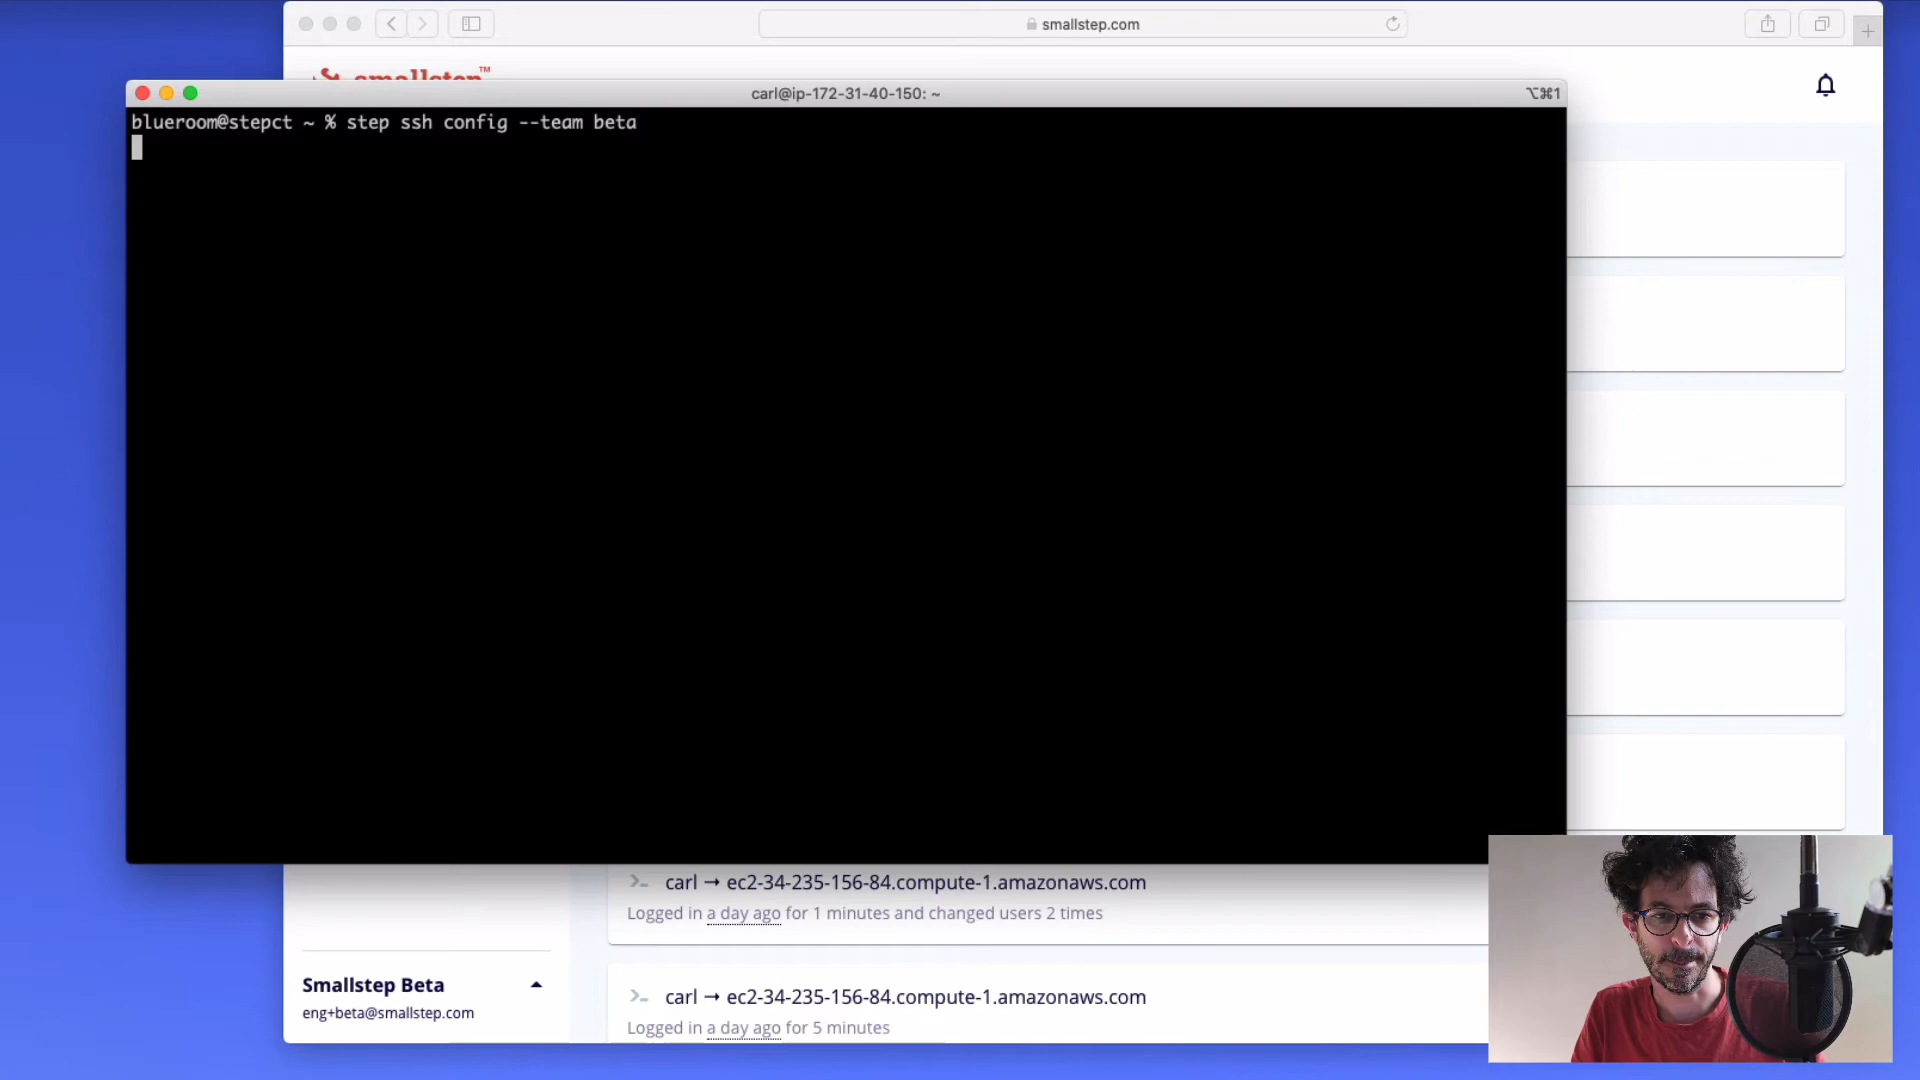 smallstep.com
smallstep™
carl@ip-172-31-40-150: ~
⌥⌘1
blueroom@stepct ~ % step ssh config --team beta
carl → ec2-34-235-156-84.compute-1.amazonaws.com
Logged in a day ago for 1 minutes and changed users 2 times
Smallstep Beta
eng+beta@smallstep.com
carl → ec2-34-235-156-84.compute-1.amazonaws.com
Logged in a day ago for 5 minutes